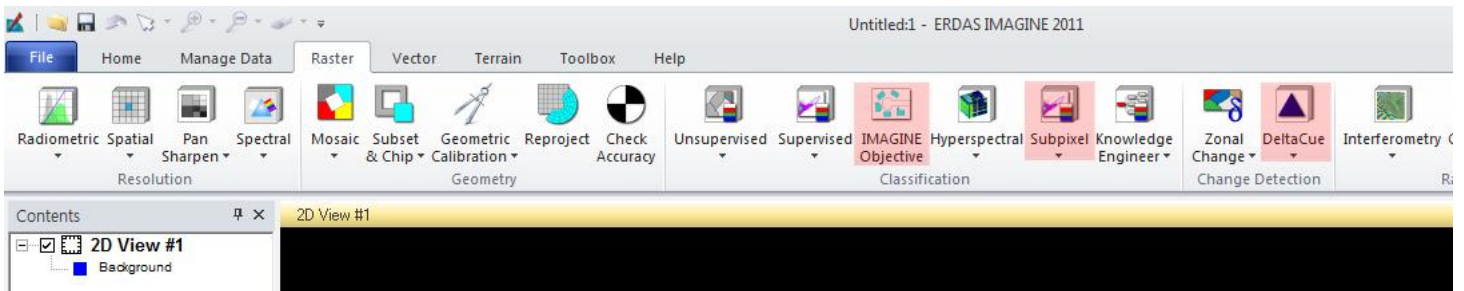 Untitled:1 - ERDAS IMAGINE 2011
File Home Manage Data Raster Vector Terrain Toolbox Help
Radiometric Spatial Pan Sharpen Spectral Mosaic Subset & Chip Geometric Calibration Reproject Check Accuracy Unsupervised Supervised IMAGINE Objective Hyperspectral Subpixel Knowledge Engineer Zonal Change DeltaCue Interferometry
Resolution Geometry Classification Change Detection
Contents 2D View #1
2D View #1
Background